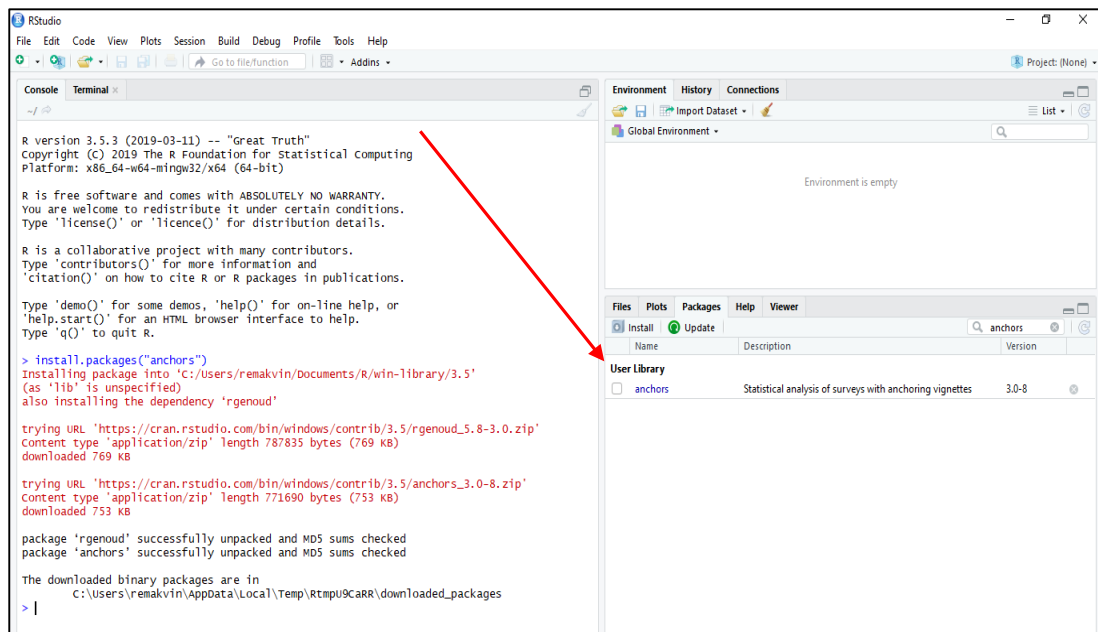 RStudio
File Edit Code View Plots Session Build Debug Profile Tools Help
Go to file/function Addins Project: (None)
Console Terminal
~/
R version 3.5.3 (2019-03-11) -- "Great Truth"
Copyright (C) 2019 The R Foundation for Statistical Computing
Platform: x86_64-w64-mingw32/x64 (64-bit)
R is free software and comes with ABSOLUTELY NO WARRANTY.
You are welcome to redistribute it under certain conditions.
Type 'license()' or 'licence()' for distribution details.
R is a collaborative project with many contributors.
Type 'contributors()' for more information and
'citation()' on how to cite R or R packages in publications.
Type 'demo()' for some demos, 'help()' for on-line help, or
'help.start()' for an HTML browser interface to help.
Type 'q()' to quit R.
> install.packages("anchors")
Installing package into 'C:/Users/remakvin/Documents/R/win-library/3.5'
(as 'lib' is unspecified)
also installing the dependency 'rgenoud'
trying URL 'https://cran.rstudio.com/bin/windows/contrib/3.5/rgenoud_5.8-3.0.zip'
Content type 'application/zip' length 787835 bytes (769 KB)
downloaded 769 KB
trying URL 'https://cran.rstudio.com/bin/windows/contrib/3.5/anchors_3.0-8.zip'
Content type 'application/zip' length 771690 bytes (753 KB)
downloaded 753 KB
package 'rgenoud' successfully unpacked and MD5 sums checked
package 'anchors' successfully unpacked and MD5 sums checked
The downloaded binary packages are in
C:\Users\remakvin\AppData\Local\Temp\RtmpU9CaRR\downloaded_packages
>
Environment History Connections
Import Dataset List
Global Environment
Environment is empty
Files Plots Packages Help Viewer
Install Update anchors
Name Description Version
User Library
anchors Statistical analysis of surveys with anchoring vignettes 3.0-8